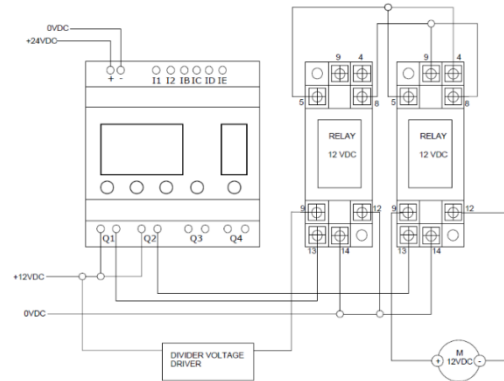 0VDC
+24VDC
+ -
I1 I2 IB IC ID IE
Q1 Q2 Q3 Q4
+12VDC
0VDC
DIVIDER VOLTAGE
DRIVER
9 4
5 8
RELAY
12 VDC
9 12
13 14
9 4
5 8
RELAY
12 VDC
9 12
13 14
M
+ 12VDC -